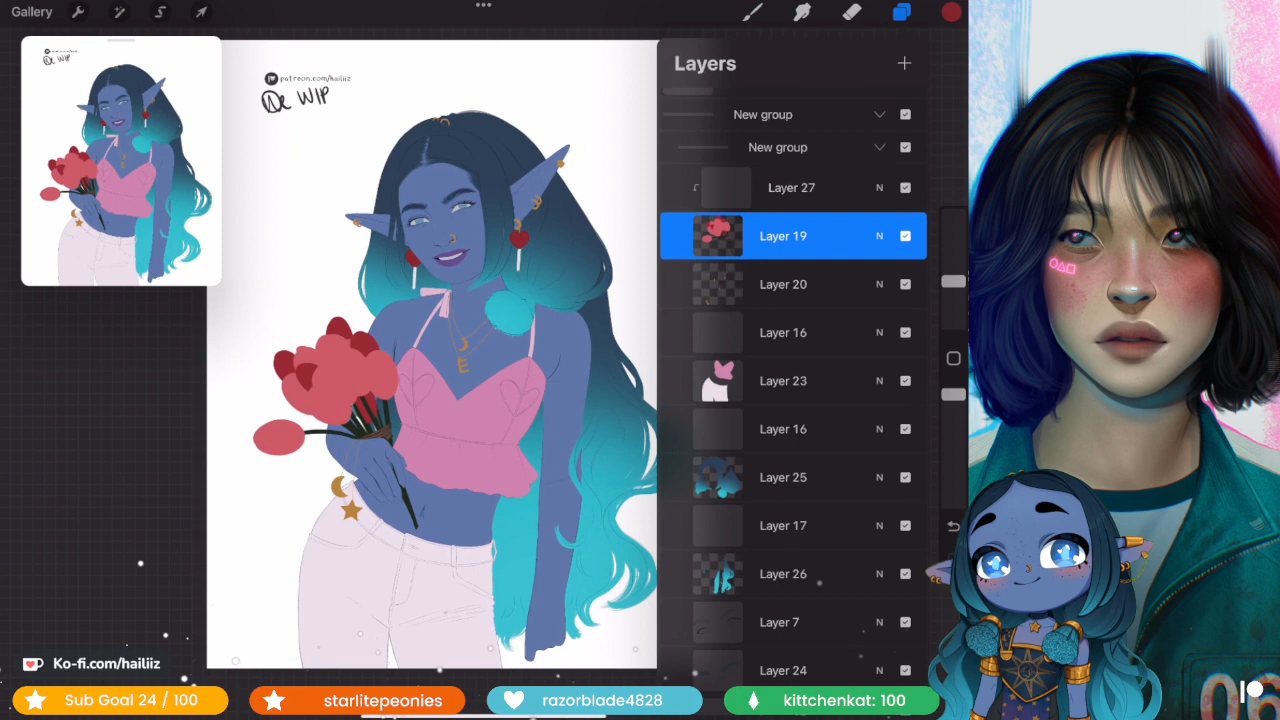 Gallery
patreon.com/hailiiz
WIP
Layers
New group
New group
Layer 27 N
Layer 19 N
Layer 20 N
Layer 16 N
Layer 23 N
Layer 16 N
Layer 25 N
Layer 17 N
Layer 26 N
Layer 7 N
Layer 24 N
E
Ko-fi.com/hailiiz
Sub Goal 24 / 100
starlitepeonies
razorblade4828
kittchenkat: 100